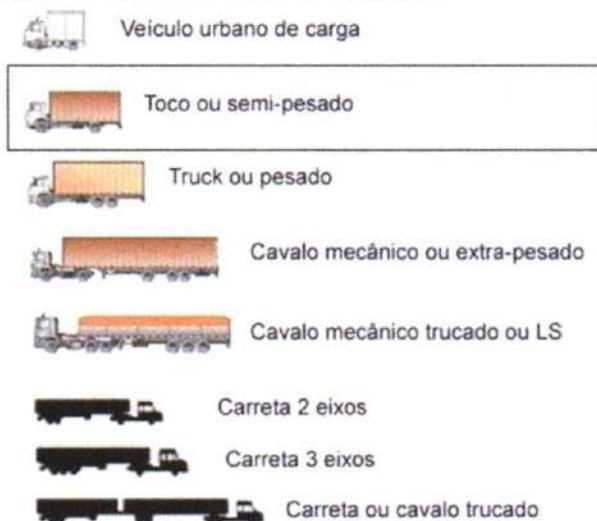 Veículo urbano de carga
Toco ou semi-pesado
Truck ou pesado
Cavalo mecânico ou extra-pesado
Cavalo mecânico trucado ou LS
Carreta 2 eixos
Carreta 3 eixos
Carreta ou cavalo trucado